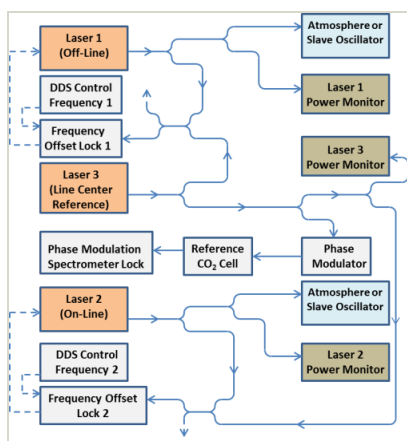 Laser 1
(Off-Line)
Atmosphere or
Slave Oscillator
DDS Control
Frequency 1
Laser 1
Power Monitor
Frequency
Offset Lock 1
Laser 3
Power Monitor
Laser 3
(Line Center
Reference)
Phase Modulation
Spectrometer Lock
Reference
CO₂ Cell
Phase
Modulator
Laser 2
(On-Line)
Atmosphere or
Slave Oscillator
DDS Control
Frequency 2
Laser 2
Power Monitor
Frequency Offset
Lock 2